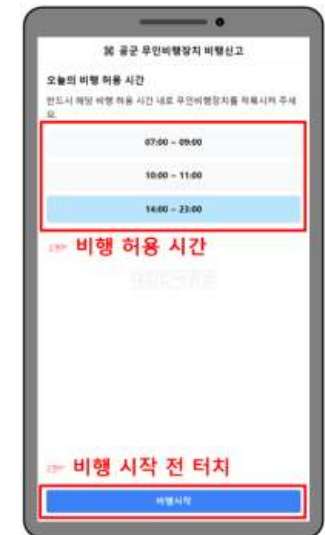 ⌘ 공군 무인비행장치 비행신고
오늘의 비행 허용 시간
반드시 해당 비행 허용 시간 내로 무인비행장치를 착륙시켜 주세
요.
07:00 ~ 09:00
10:00 ~ 11:00
14:00 ~ 23:00
☞ 비행 허용 시간
☞ 비행 시작 전 터치
비행시작